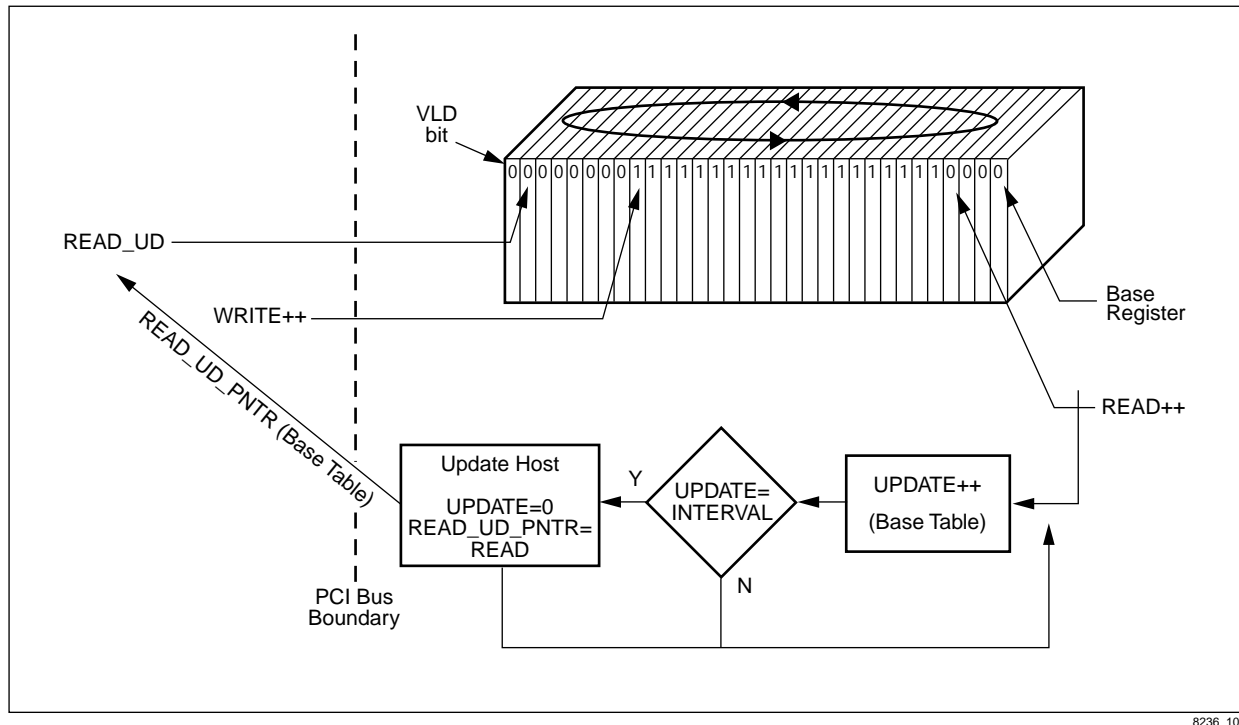 VLD
bit
00000000111111111111111111110000
READ_UD
WRITE++
Base
Register
READ_UD_PNTR (Base Table)
READ++
Update Host
UPDATE=0
READ_UD_PNTR=
READ
Y
UPDATE=
INTERVAL
N
UPDATE++
(Base Table)
PCI Bus
Boundary
8236_10